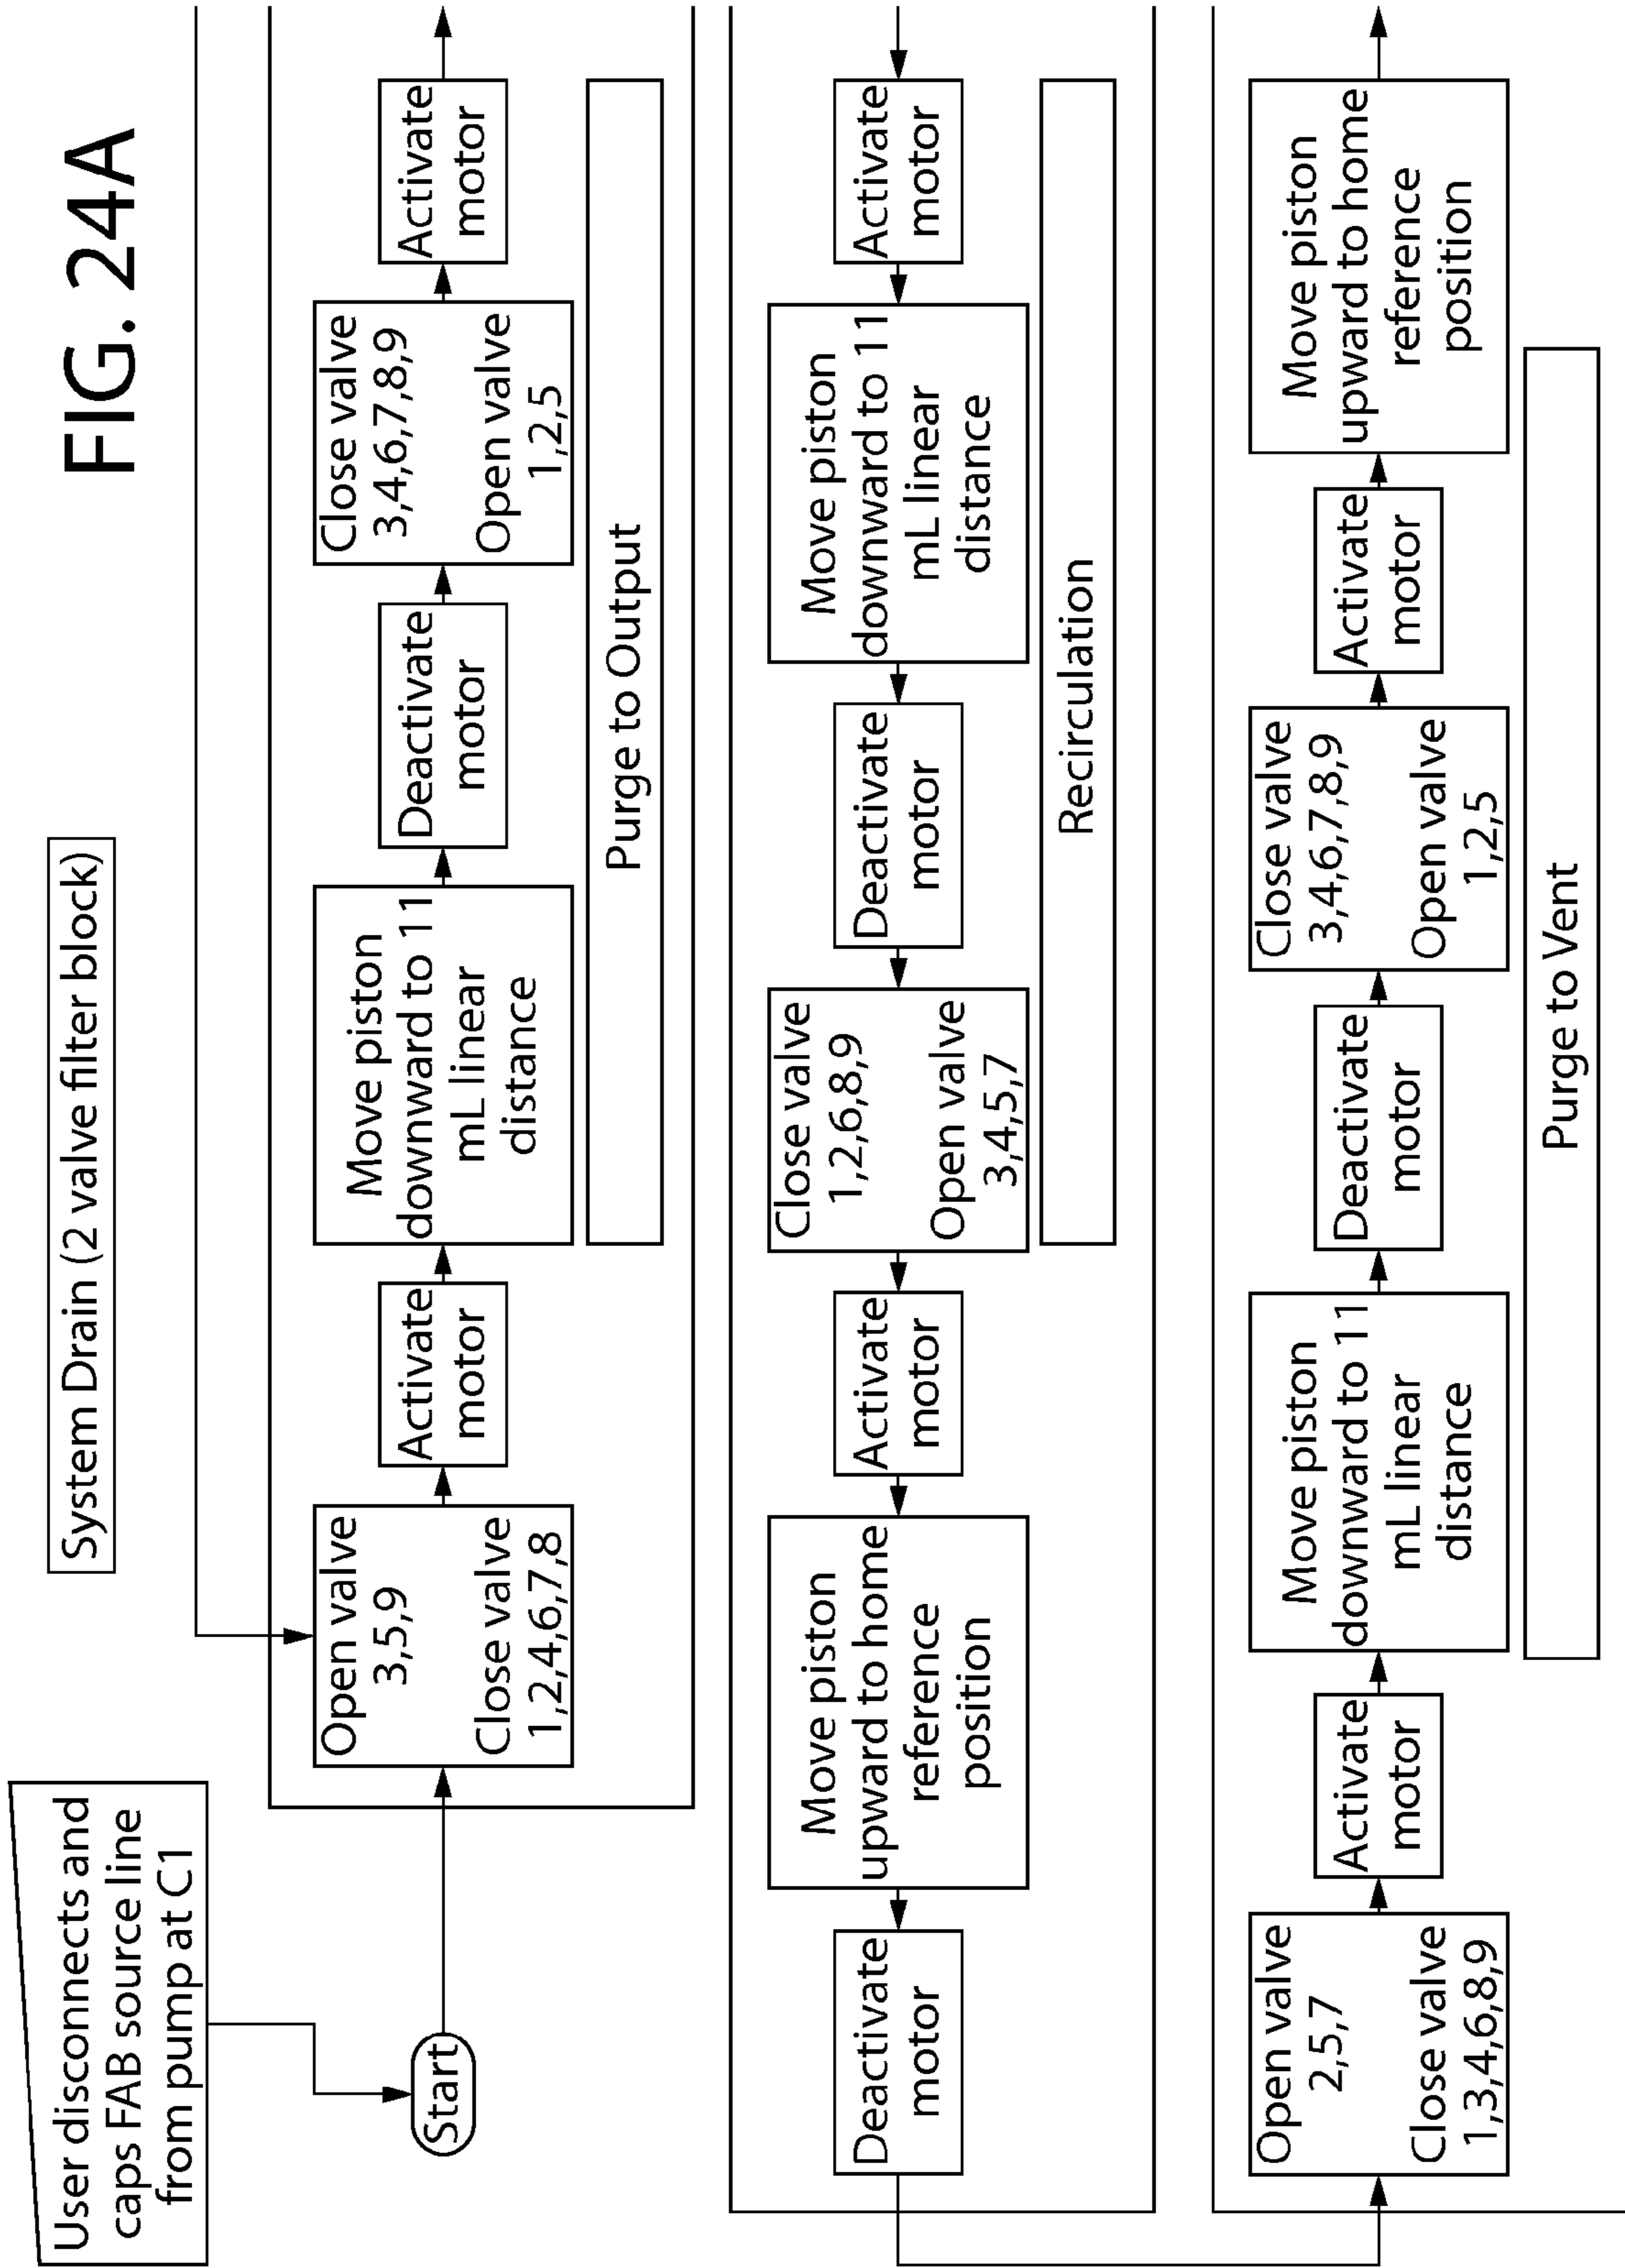 FIG. 24A
System Drain (2 valve filter block)
User disconnects and
caps FAB source line
from pump at C1
Start
Open valve
3,5,9
Close valve
1,2,4,6,7,8
Activate
motor
Move piston
downward to 11
mL linear
distance
Deactivate
motor
Close valve
3,4,6,7,8,9
Open valve
1,2,5
Activate
motor
Purge to Output
Activate
motor
Move piston
downward to 11
mL linear
distance
Deactivate
motor
Close valve
1,2,6,8,9
Open valve
3,4,5,7
Activate
motor
Move piston
upward to home
reference
position
Deactivate
motor
Recirculation
Open valve
2,5,7
Close valve
1,3,4,6,8,9
Activate
motor
Move piston
downward to 11
mL linear
distance
Deactivate
motor
Close valve
3,4,6,7,8,9
Open valve
1,2,5
Activate
motor
Move piston
upward to home
reference
position
Purge to Vent